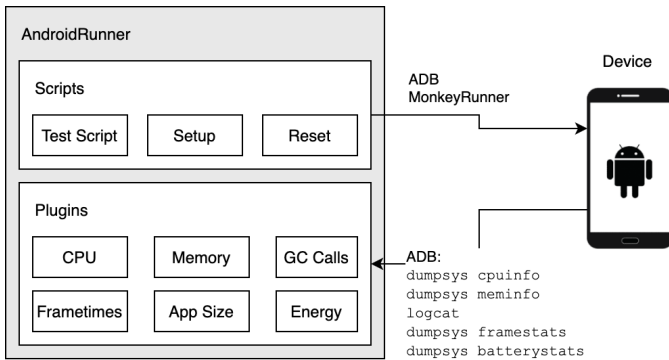 AndroidRunner
Scripts
Test Script
Setup
Reset
Plugins
CPU
Memory
GC Calls
Frametimes
App Size
Energy
ADB
MonkeyRunner
Device
ADB:
dumpsys cpuinfo
dumpsys meminfo
logcat
dumpsys framestats
dumpsys batterystats